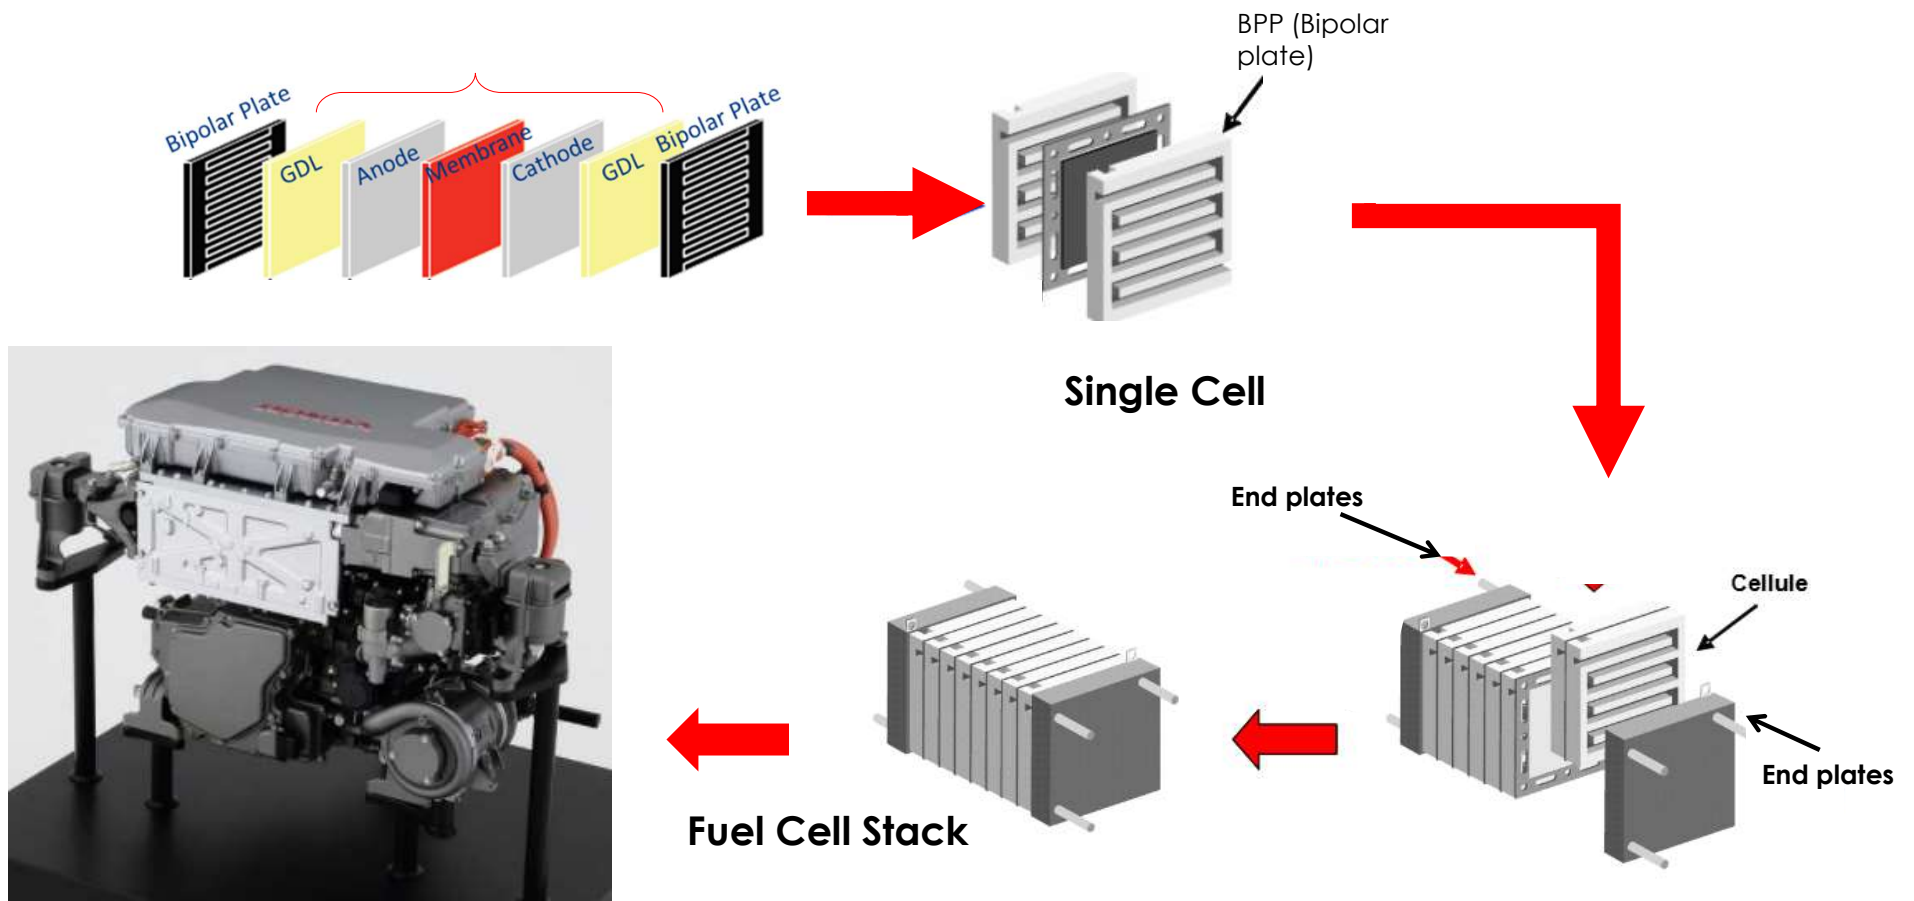 BPP (Bipolar
plate)
Bipolar Plate
GDL
Anode
Membrane
Cathode
GDL
Bipolar Plate
Single Cell
HONDA
End plates
Cellule
End plates
Fuel Cell Stack